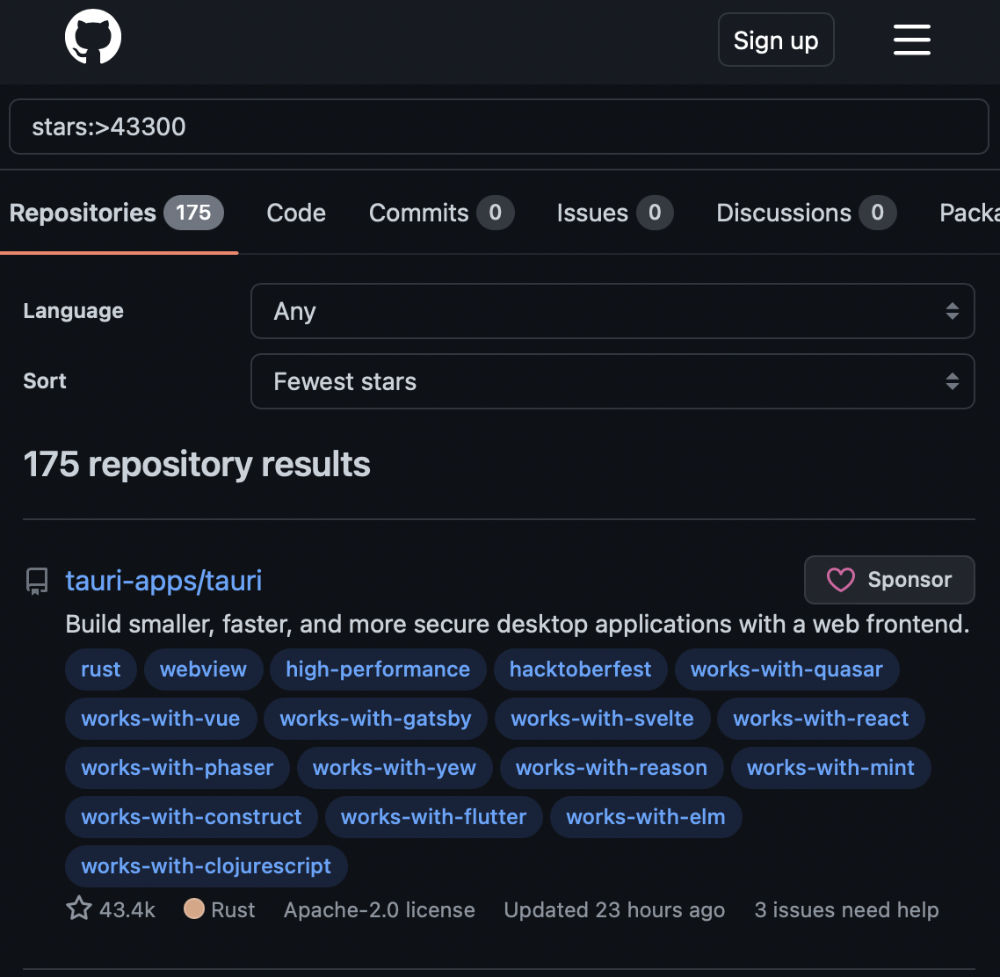 Sign up
stars:>43300
Repositories 175 Code Commits 0 Issues 0 Discussions 0 Packa
Language Any
Sort Fewest stars
175 repository results
tauri-apps/tauri Sponsor
Build smaller, faster, and more secure desktop applications with a web frontend.
rust webview high-performance hacktoberfest works-with-quasar
works-with-vue works-with-gatsby works-with-svelte works-with-react
works-with-phaser works-with-yew works-with-reason works-with-mint
works-with-construct works-with-flutter works-with-elm
works-with-clojurescript
43.4k Rust Apache-2.0 license Updated 23 hours ago 3 issues need help